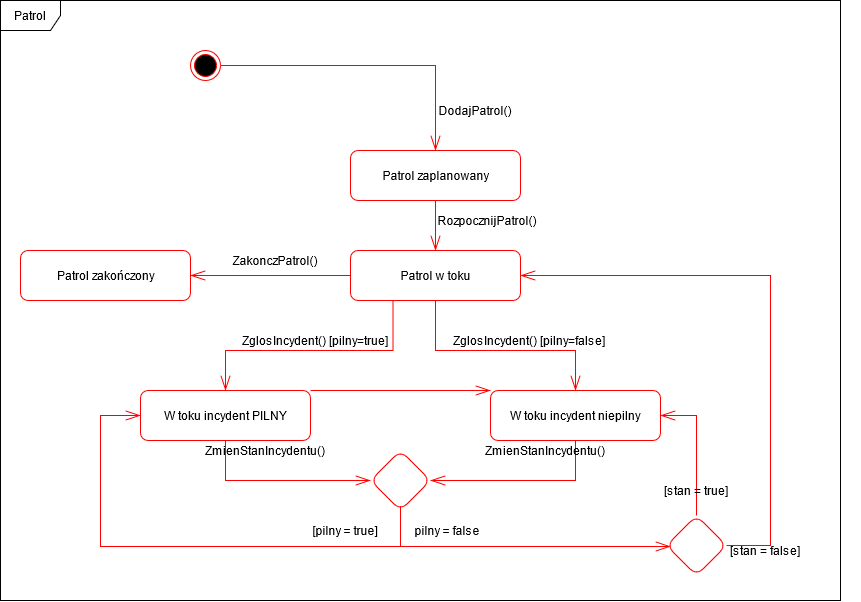 Patrol
DodajPatrol()
Patrol zaplanowany
RozpocznijPatrol()
ZakonczPatrol()
Patrol zakończony
Patrol w toku
ZglosIncydent() [pilny=true]
ZglosIncydent() [pilny=false]
W toku incydent PILNY
W toku incydent niepilny
ZmienStanIncydentu()
ZmienStanIncydentu()
[stan = true]
[pilny = true]
pilny = false
[stan = false]